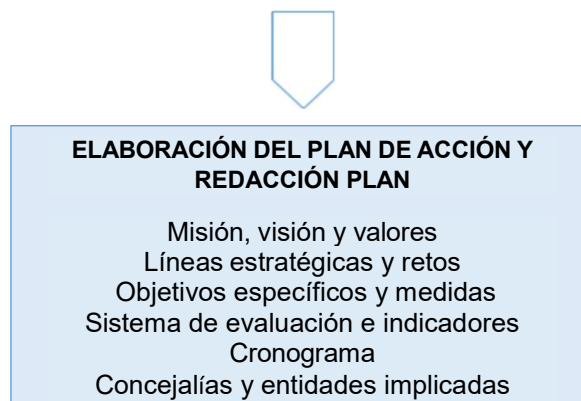 ELABORACIÓN DEL PLAN DE ACCIÓN Y
REDACCIÓN PLAN
Misión, visión y valores
Líneas estratégicas y retos
Objetivos específicos y medidas
Sistema de evaluación e indicadores
Cronograma
Concejalías y entidades implicadas